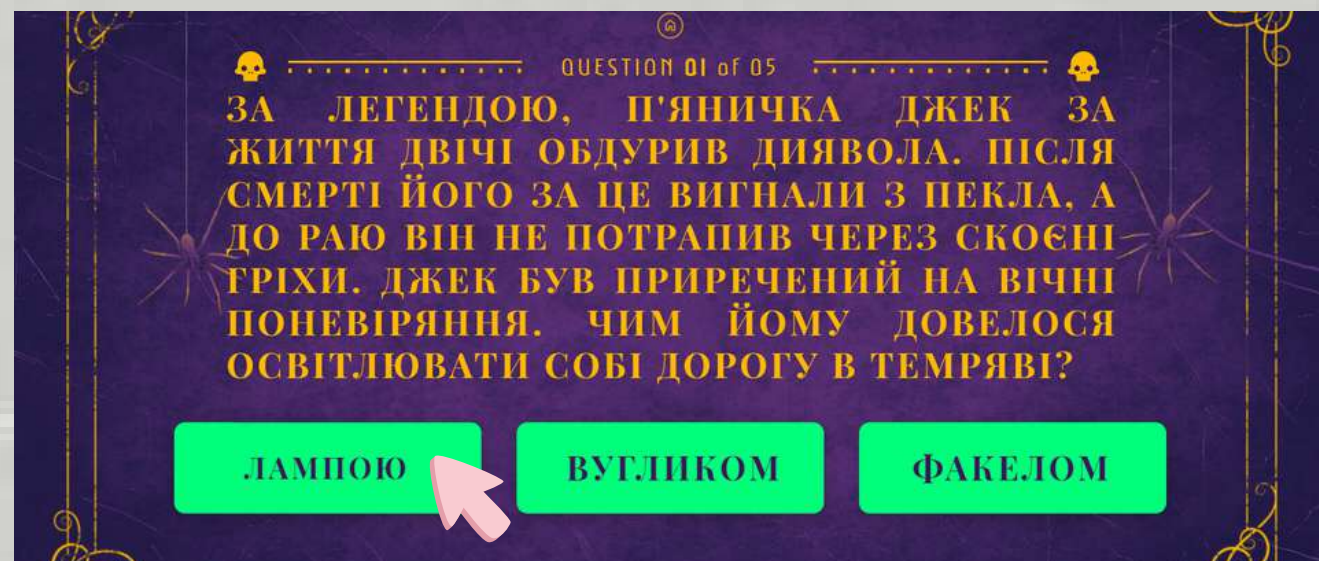 QUESTION 01 of 05
ЗА ЛЕГЕНДОЮ, П'ЯНИЧКА ДЖЕК ЗА
ЖИТТЯ ДВІЧІ ОБДУРИВ ДИЯВОЛА. ПІСЛЯ
СМЕРТІ ЙОГО ЗА ЦЕ ВИГНАЛИ З ПЕКЛА, А
ДО РАЮ ВІН НЕ ПОТРАПИВ ЧЕРЕЗ СКОЄНІ
ГРІХИ. ДЖЕК БУВ ПРИРЕЧЕНИЙ НА ВІЧНІ
ПОНЕВІРЯННЯ. ЧИМ ЙОМУ ДОВЕЛОСЯ
ОСВІТЛЮВАТИ СОБІ ДОРОГУ В ТЕМРЯВІ?
ЛАМПОЮ ВУГЛИКОМ ФАКЕЛОМ